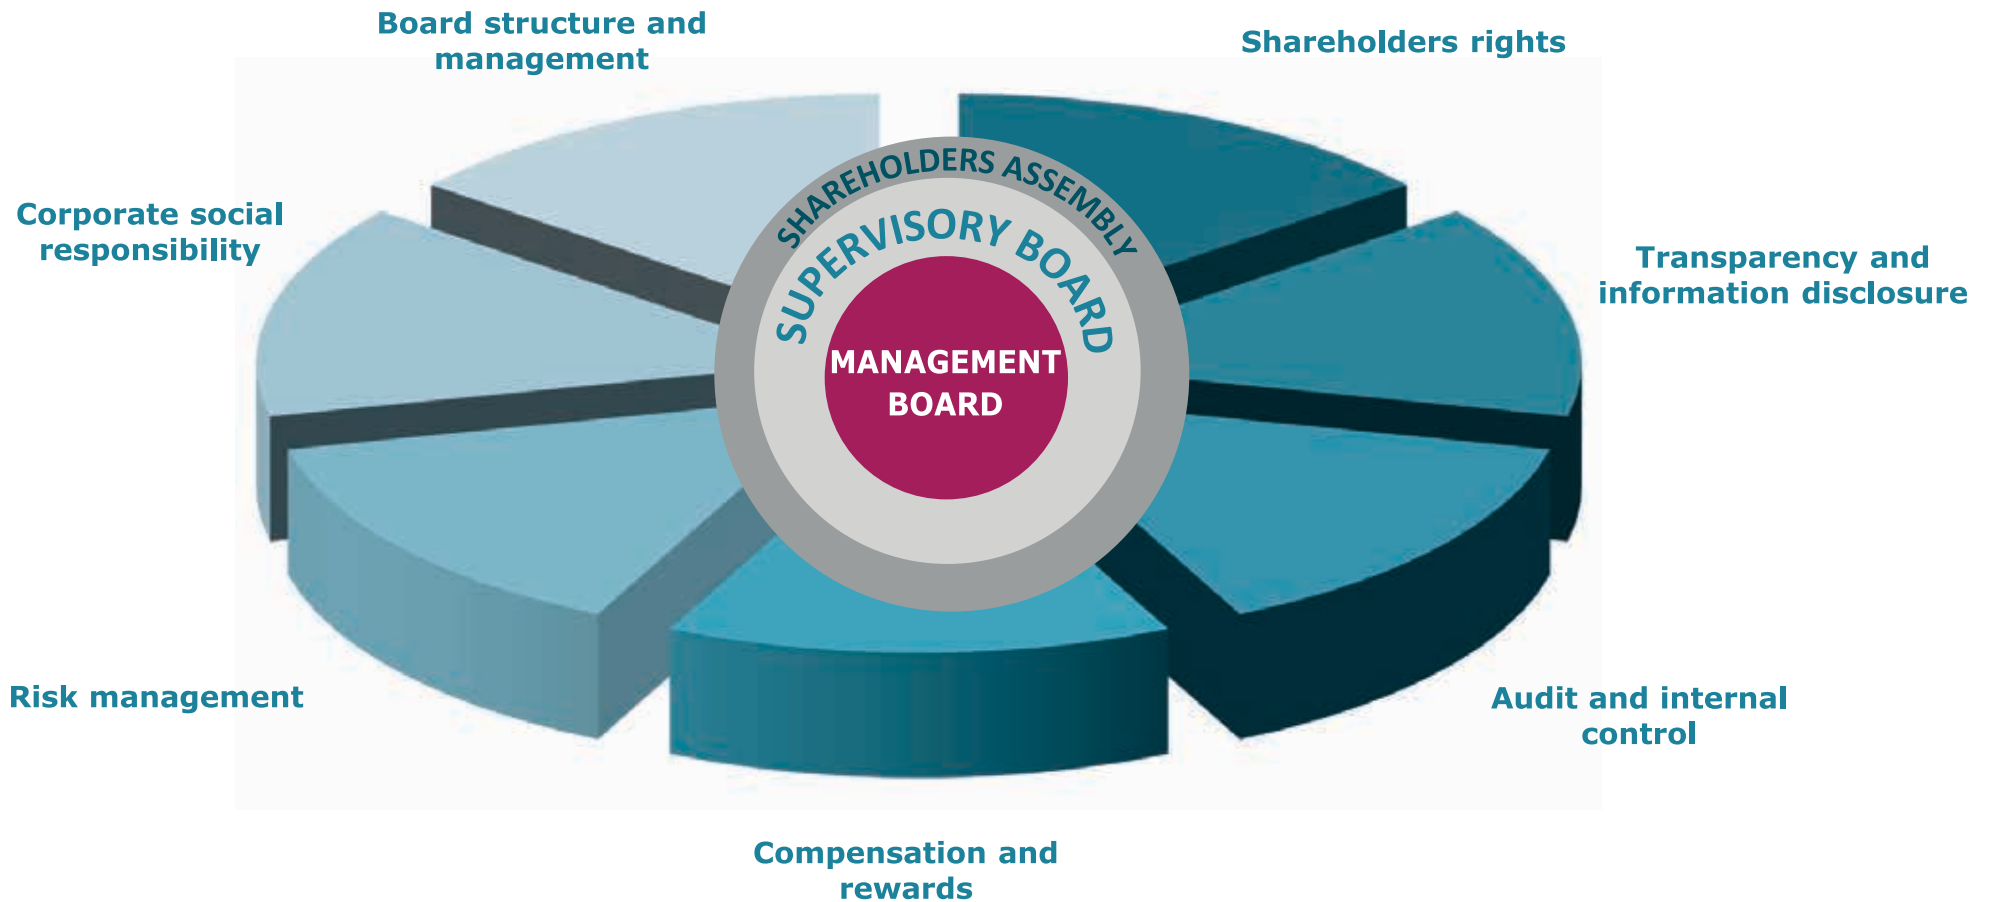 Board structure and
management
Shareholders rights
Corporate social
responsibility
SHAREHOLDERS ASSEMBLY
SUPERVISORY BOARD
MANAGEMENT
BOARD
Transparency and
information disclosure
Risk management
Audit and internal
control
Compensation and
rewards